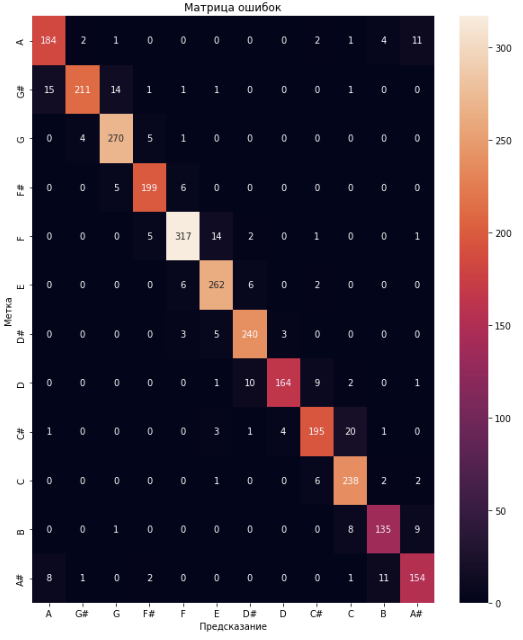 Матрица ошибок
A 184 2 1 0 0 0 0 0 2 1 4 11
G# 15 211 14 1 1 1 0 0 0 1 0 0
G 0 4 270 5 1 0 0 0 0 0 0 0
F# 0 0 5 199 6 0 0 0 0 0 0 0
F 0 0 0 5 317 14 2 0 1 0 0 1
E 0 0 0 0 6 262 6 0 2 0 0 0
D# 0 0 0 0 3 5 240 3 0 0 0 0
D 0 0 0 0 0 1 10 164 9 2 0 1
C# 1 0 0 0 0 3 1 4 195 20 1 0
C 0 0 0 0 0 1 0 0 6 238 2 2
B 0 0 1 0 0 0 0 0 0 8 135 9
A# 8 1 0 2 0 0 0 0 0 1 11 154
A G# G F# F E D# D C# C B A#
Предсказание
Метка
300
250
200
150
100
50
0